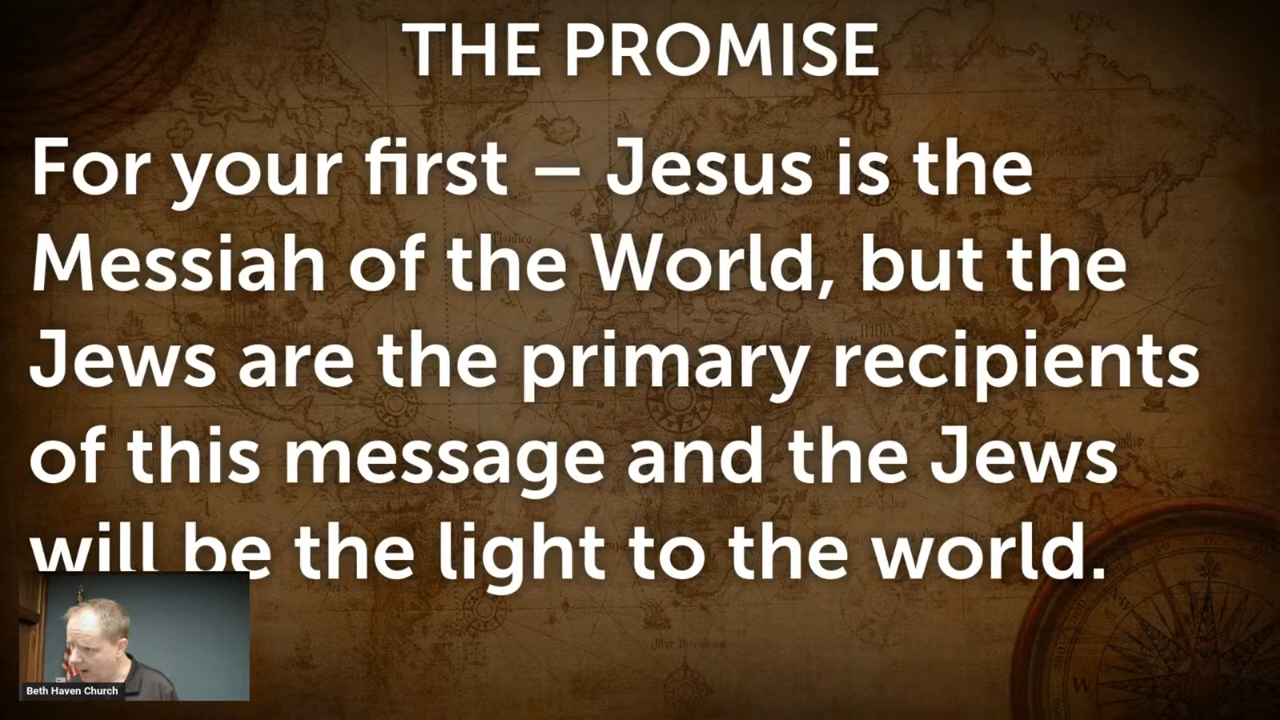 THE PROMISE
For your first – Jesus is the
Messiah of the World, but the
Jews are the primary recipients
of this message and the Jews
will be the light to the world.
Beth Haven Church
W